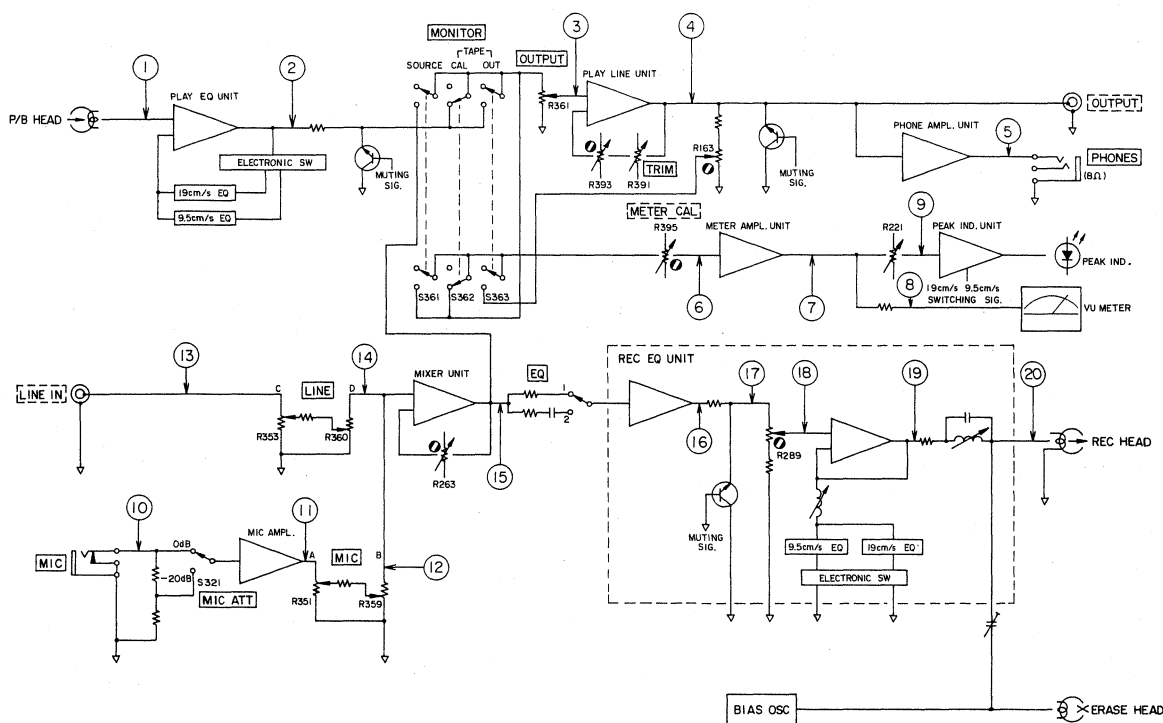 MONITOR
TAPE
SOURCE CAL OUT
OUTPUT
3
4
1
2
PLAY EQ UNIT
PLAY LINE UNIT
P/B HEAD
R361
OUTPUT
ELECTRONIC SW
MUTING SIG.
19cm/s EQ
9.5cm/s EQ
R393
R391
TRIM
R163
MUTING SIG.
PHONE AMPL. UNIT
5
PHONES
(8Ω)
METER CAL
R395
METER AMPL. UNIT
R221
9
PEAK IND. UNIT
PEAK IND.
S361
S362
S363
6
7
8
19cm/s 9.5cm/s
SWITCHING SIG.
VU METER
13
14
LINE IN
C
LINE
D
R353
R360
MIXER UNIT
R263
15
EQ
1
2
REC EQ UNIT
16
17
18
19
20
R289
REC HEAD
MUTING SIG.
9.5cm/s EQ
19cm/s EQ
ELECTRONIC SW
10
11
MIC
0dB
-20dB
S321
MIC ATT
MIC AMPL.
A
MIC
B
R351
R359
12
BIAS OSC
ERASE HEAD